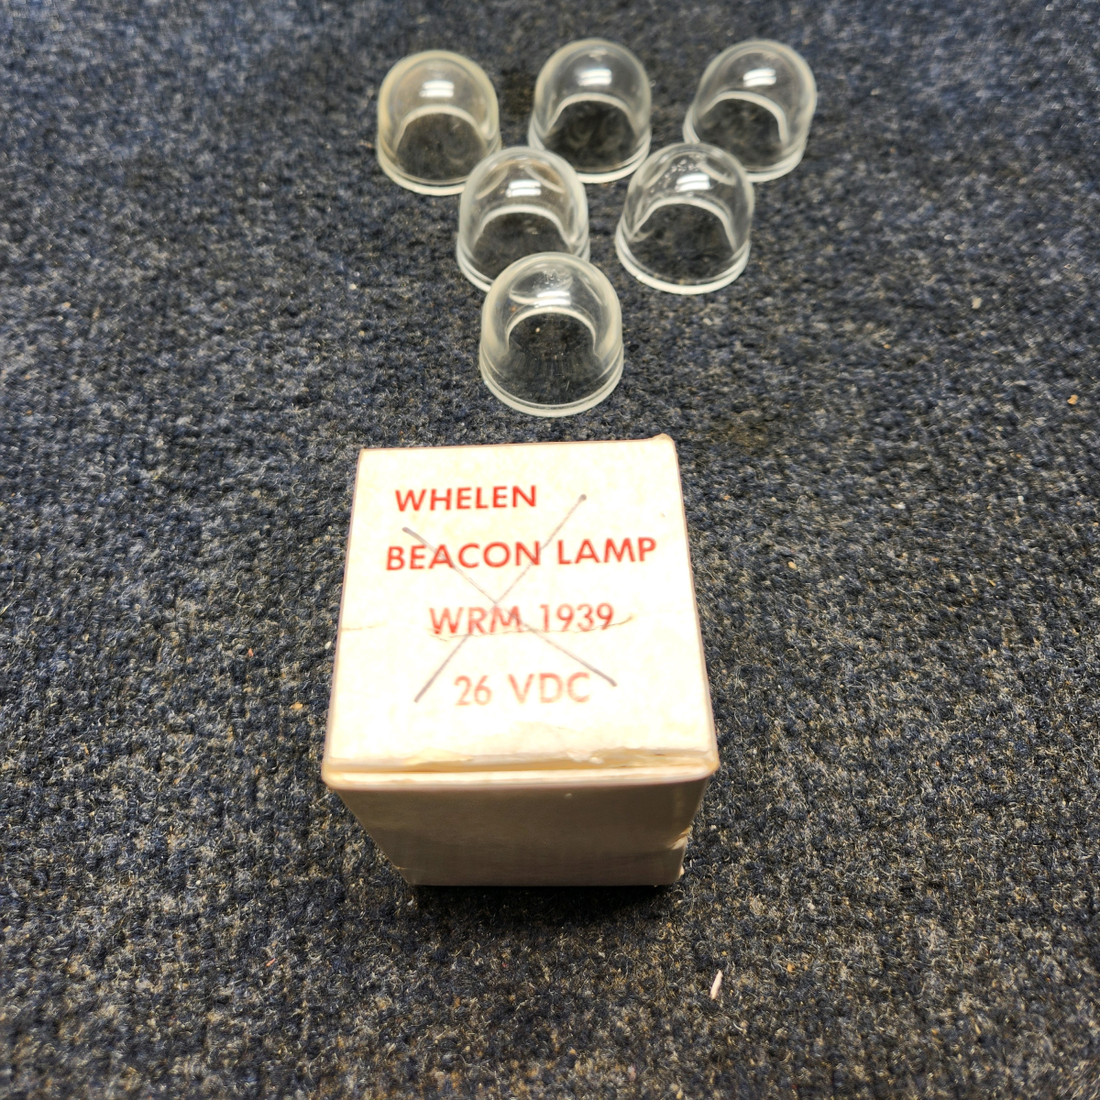 WHELEN
BEACON LAMP
WRM 1939
26 VDC